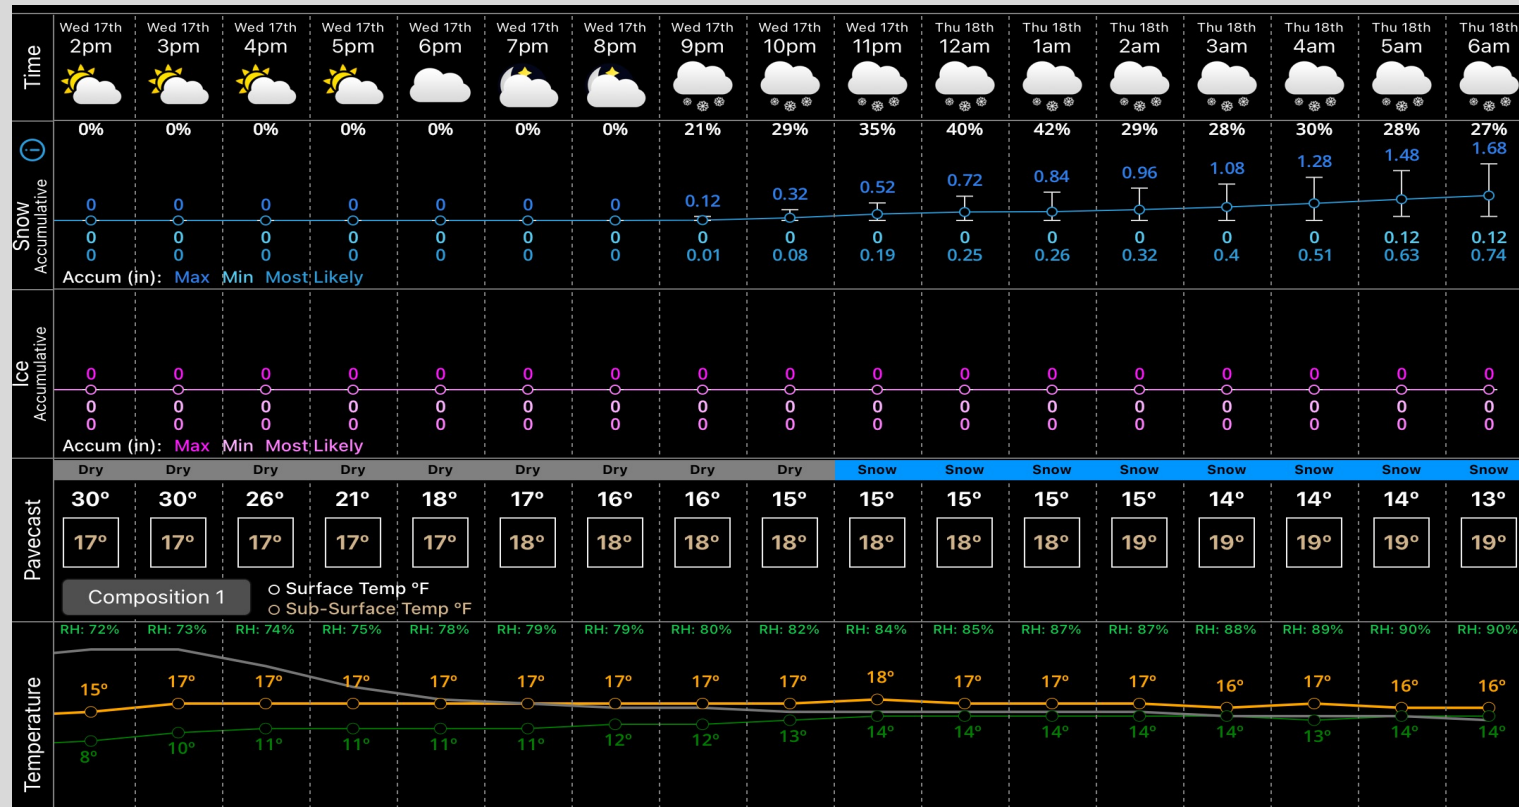 Time
Wed 17th Wed 17th Wed 17th Wed 17th Wed 17th Wed 17th Wed 17th Wed 17th Wed 17th Wed 17th Thu 18th Thu 18th Thu 18th Thu 18th Thu 18th Thu 18th Thu 18th
2pm 3pm 4pm 5pm 6pm 7pm 8pm 9pm 10pm 11pm 12am 1am 2am 3am 4am 5am 6am
0% 0% 0% 0% 0% 0% 0% 21% 29% 35% 40% 42% 29% 28% 30% 28% 27%
i
Snow
Accumulative
0 0 0 0 0 0 0 0.12 0.32 0.52 0.72 0.84 0.96 1.08 1.28 1.48 1.68
0 0 0 0 0 0 0 0 0 0 0 0 0 0 0 0.12 0.12
0 0 0 0 0 0 0 0.01 0.08 0.19 0.25 0.26 0.32 0.4 0.51 0.63 0.74
Accum (in): Max Min Most Likely
Ice
Accumulative
0 0 0 0 0 0 0 0 0 0 0 0 0 0 0 0 0
0 0 0 0 0 0 0 0 0 0 0 0 0 0 0 0 0
0 0 0 0 0 0 0 0 0 0 0 0 0 0 0 0 0
Accum (in): Max Min Most Likely
Pavecast
Dry Dry Dry Dry Dry Dry Dry Dry Dry Snow Snow Snow Snow Snow Snow Snow Snow
30° 30° 26° 21° 18° 17° 16° 16° 15° 15° 15° 15° 15° 14° 14° 14° 13°
17° 17° 17° 17° 17° 18° 18° 18° 18° 18° 18° 18° 19° 19° 19° 19° 19°
Composition 1
Surface Temp °F
Sub-Surface Temp °F
Temperature
RH: 72% RH: 73% RH: 74% RH: 75% RH: 78% RH: 79% RH: 79% RH: 80% RH: 82% RH: 84% RH: 85% RH: 87% RH: 87% RH: 88% RH: 89% RH: 90% RH: 90%
15° 17° 17° 17° 17° 17° 17° 17° 17° 18° 17° 17° 17° 16° 17° 16° 16°
8° 10° 11° 11° 11° 11° 12° 12° 13° 14° 14° 14° 14° 14° 13° 14° 14°